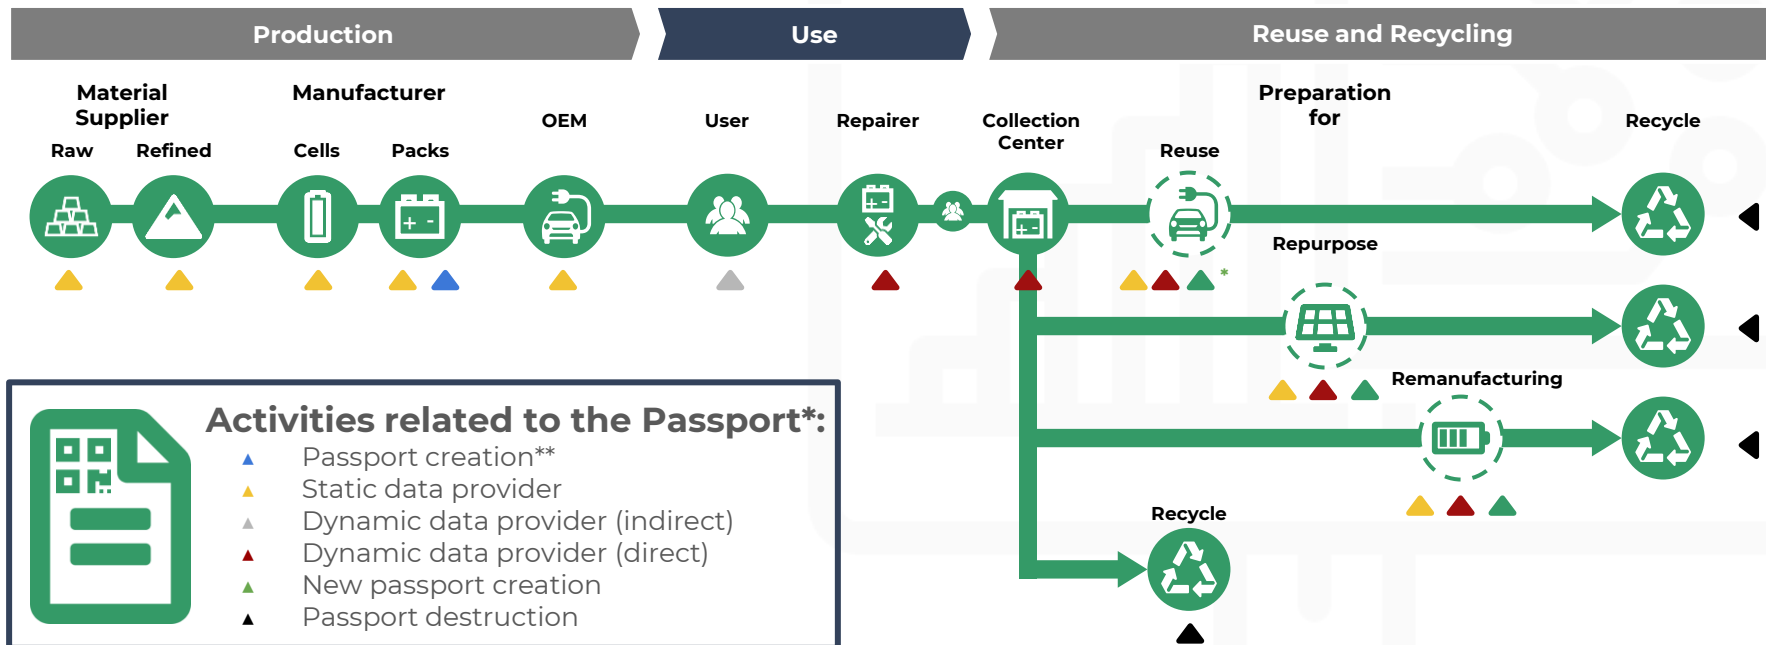 Production
Use
Reuse and Recycling
Material
Supplier
Manufacturer
Preparation
for
OEM
User
Repairer
Collection
Center
Recycle
Raw
Refined
Cells
Packs
Reuse
+ -
+ -
+ -
Repurpose
*
Remanufacturing
Activities related to the Passport*:
Passport creation**
Static data provider
Dynamic data provider (indirect)
Dynamic data provider (direct)
New passport creation
Passport destruction
Recycle